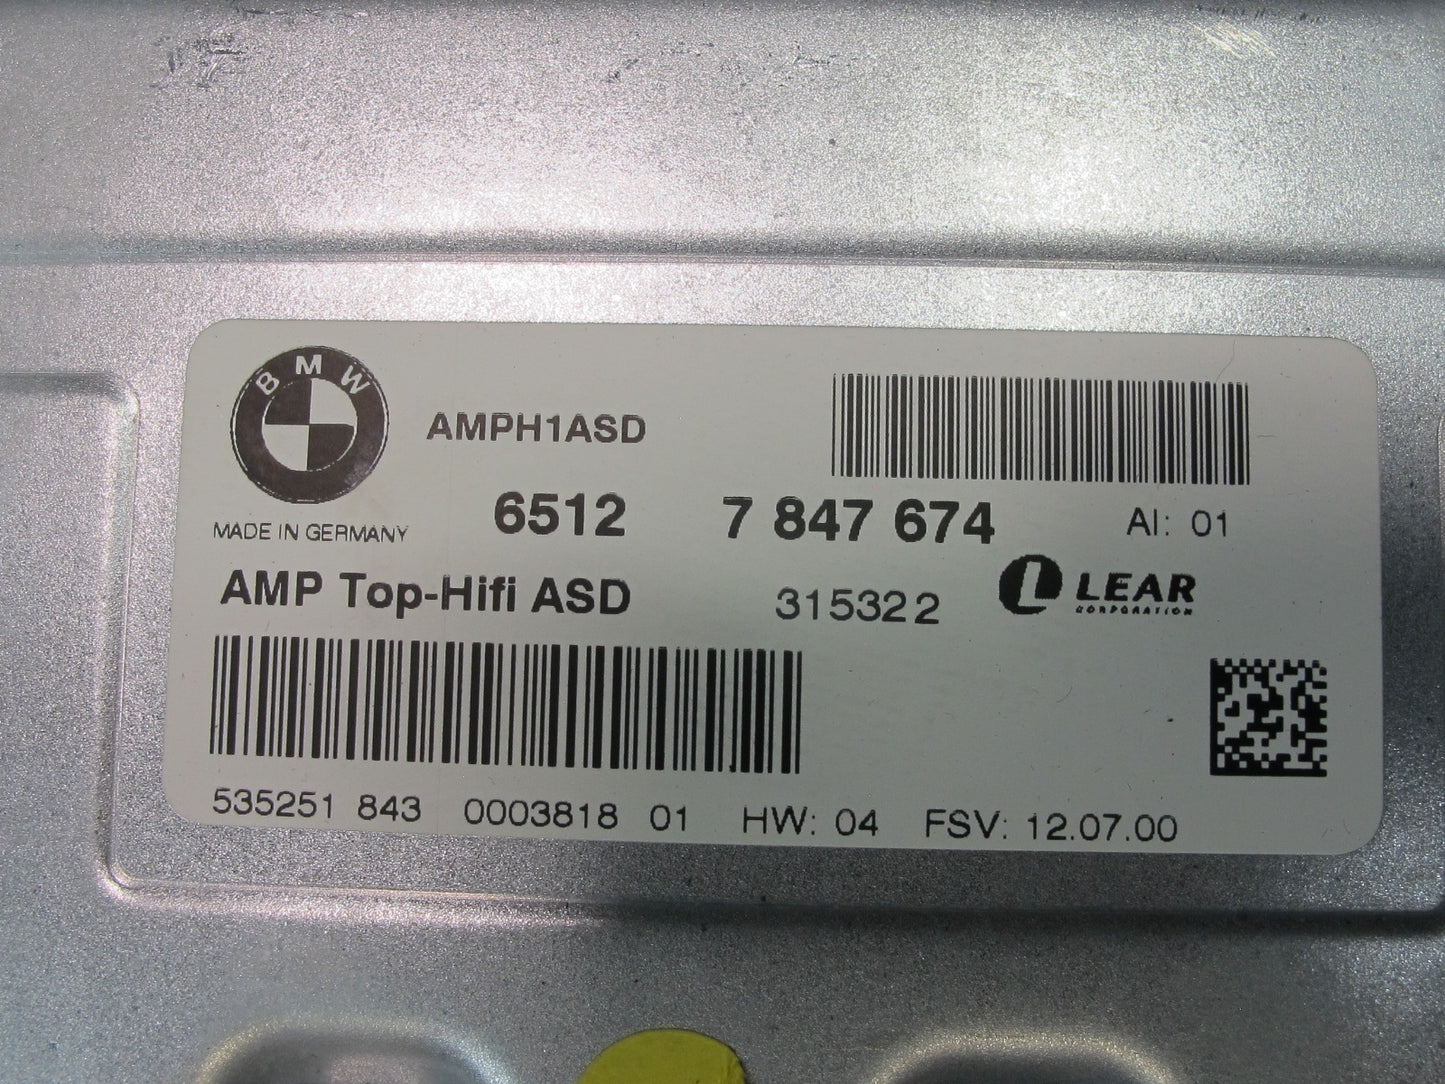 BMW
AMPH1ASD
MADE IN GERMANY
6512 7 847 674 AI: 01
AMP Top-Hifi ASD 315322 LEAR
CORPORATION
535251 843 0003818 01 HW: 04 FSV: 12.07.00